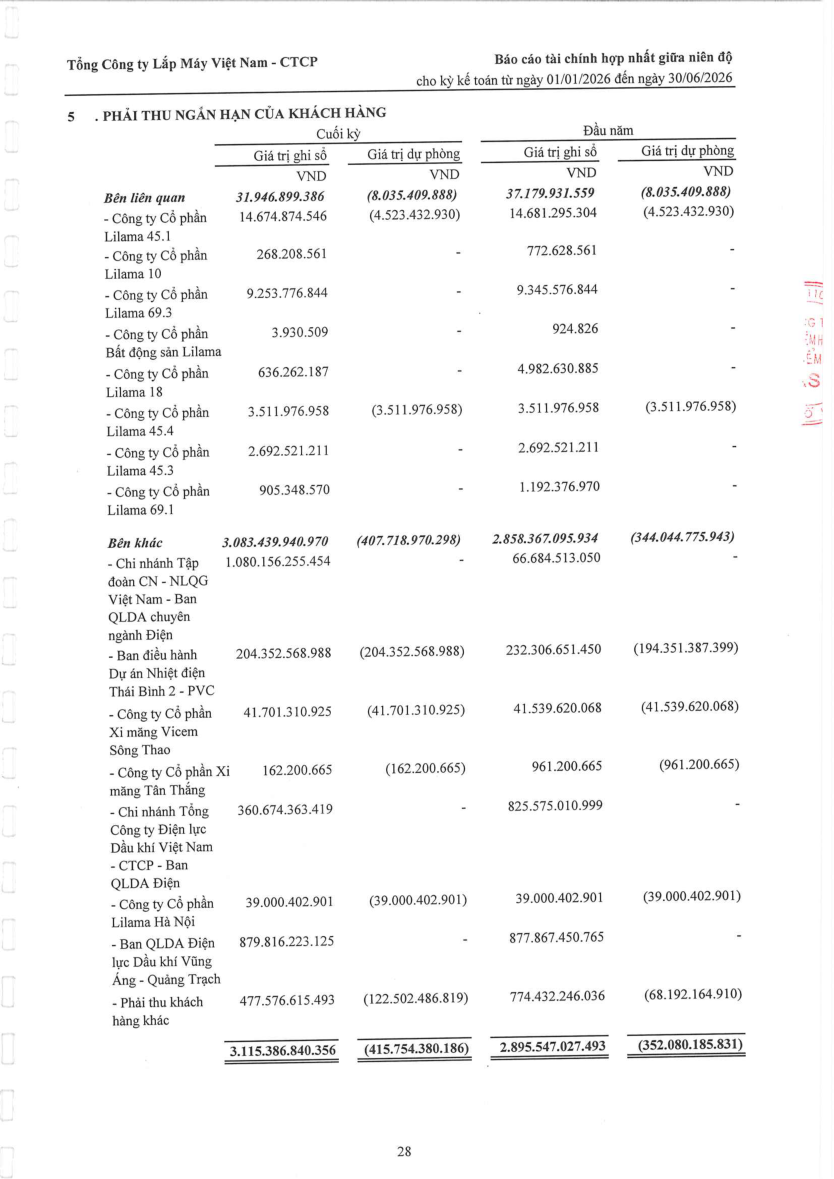 Tổng Công ty Lắp Máy Việt Nam - CTCP
Báo cáo tài chính hợp nhất giữa niên độ
cho kỳ kế toán từ ngày 01/01/2026 đến ngày 30/06/2026
5 . PHẢI THU NGẮN HẠN CỦA KHÁCH HÀNG
Cuối kỳ Đầu năm
Giá trị ghi sổ Giá trị dự phòng Giá trị ghi sổ Giá trị dự phòng
VND VND VND VND
Bên liên quan 31.946.899.386 (8.035.409.888) 37.179.931.559 (8.035.409.888)
- Công ty Cổ phần 14.674.874.546 (4.523.432.930) 14.681.295.304 (4.523.432.930)
Lilama 45.1
- Công ty Cổ phần 268.208.561 - 772.628.561 -
Lilama 10
- Công ty Cổ phần 9.253.776.844 - 9.345.576.844 -
Lilama 69.3
- Công ty Cổ phần 3.930.509 - 924.826 -
Bất động sản Lilama
- Công ty Cổ phần 636.262.187 - 4.982.630.885 -
Lilama 18
- Công ty Cổ phần 3.511.976.958 (3.511.976.958) 3.511.976.958 (3.511.976.958)
Lilama 45.4
- Công ty Cổ phần 2.692.521.211 - 2.692.521.211 -
Lilama 45.3
- Công ty Cổ phần 905.348.570 - 1.192.376.970 -
Lilama 69.1
Bên khác 3.083.439.940.970 (407.718.970.298) 2.858.367.095.934 (344.044.775.943)
- Chi nhánh Tập 1.080.156.255.454 - 66.684.513.050 -
đoàn CN - NLQG
Việt Nam - Ban
QLDA chuyên
ngành Điện
- Ban điều hành 204.352.568.988 (204.352.568.988) 232.306.651.450 (194.351.387.399)
Dự án Nhiệt điện
Thái Bình 2 - PVC
- Công ty Cổ phần 41.701.310.925 (41.701.310.925) 41.539.620.068 (41.539.620.068)
Xi măng Vicem
Sông Thao
- Công ty Cổ phần Xi 162.200.665 (162.200.665) 961.200.665 (961.200.665)
măng Tân Thắng
- Chi nhánh Tổng 360.674.363.419 - 825.575.010.999 -
Công ty Điện lực
Dầu khí Việt Nam
- CTCP - Ban
QLDA Điện
- Công ty Cổ phần 39.000.402.901 (39.000.402.901) 39.000.402.901 (39.000.402.901)
Lilama Hà Nội
- Ban QLDA Điện 879.816.223.125 - 877.867.450.765 -
lực Dầu khí Vũng
Áng - Quảng Trạch
- Phải thu khách 477.576.615.493 (122.502.486.819) 774.432.246.036 (68.192.164.910)
hàng khác
3.115.386.840.356 (415.754.380.186) 2.895.547.027.493 (352.080.185.831)
28